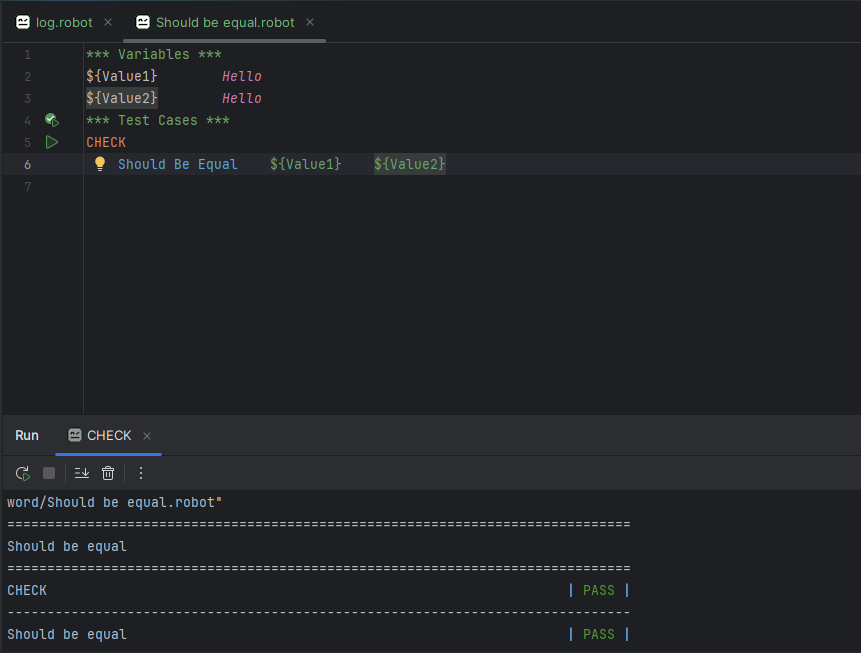 log.robot Should be equal.robot
1 *** Variables ***
2 ${Value1} Hello
3 ${Value2} Hello
4 *** Test Cases ***
5 CHECK
6 Should Be Equal ${Value1} ${Value2}
7
Run CHECK
word/Should be equal.robot"
==============================================================================
Should be equal
==============================================================================
CHECK | PASS |
------------------------------------------------------------------------------
Should be equal | PASS |